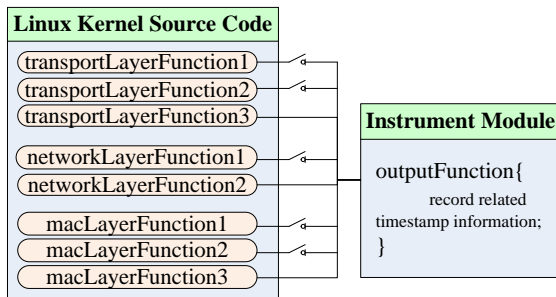 Linux Kernel Source Code
transportLayerFunction1
transportLayerFunction2
transportLayerFunction3
networkLayerFunction1
networkLayerFunction2
macLayerFunction1
macLayerFunction2
macLayerFunction3
Instrument Module
outputFunction{
record related
timestamp information;
}